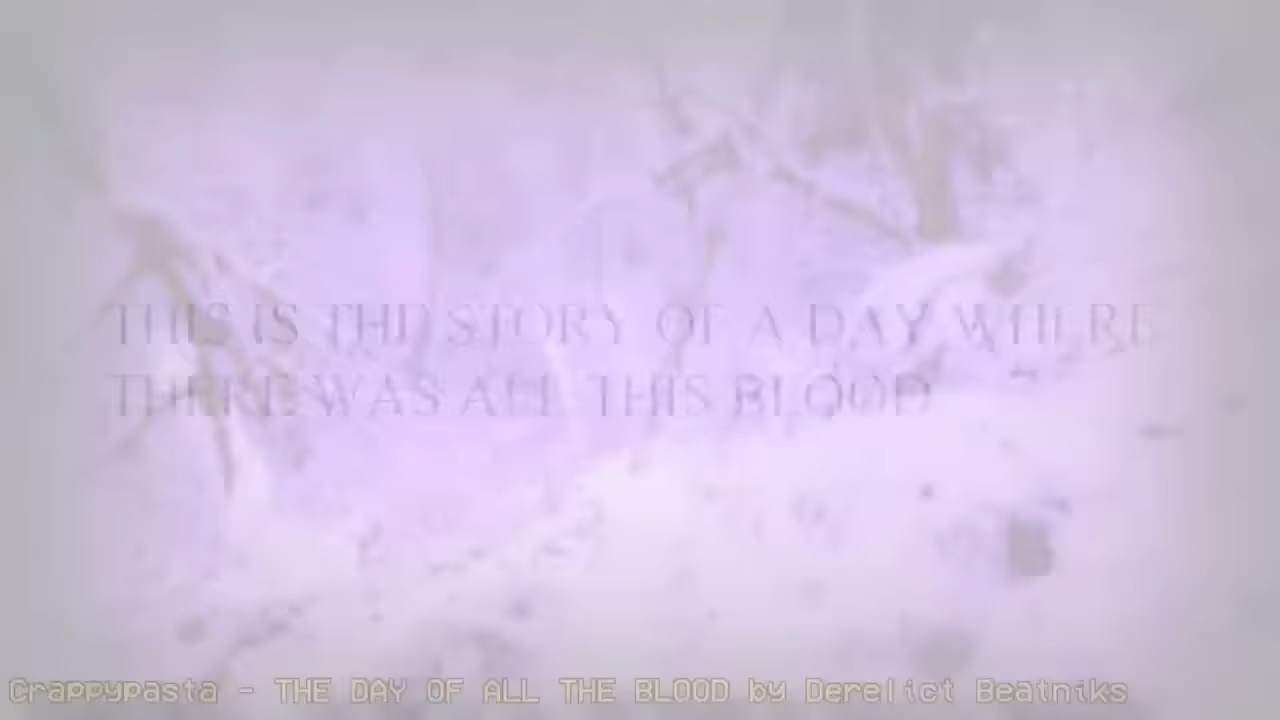 THIS IS THE STORY OF A DAY WHERE
THERE WAS ALL THIS BLOOD
Crappypasta - THE DAY OF ALL THE BLOOD by Derelict Beatniks